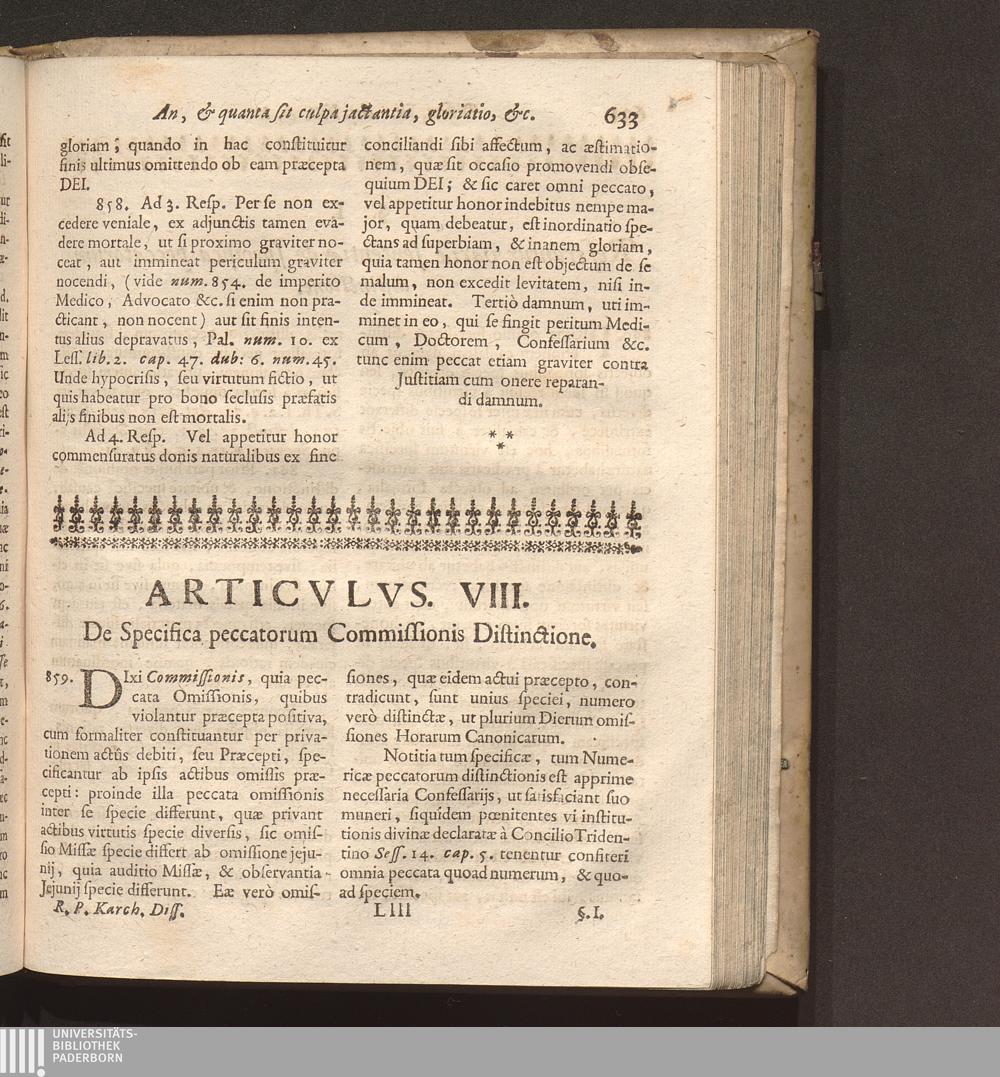 An, & quanta sit culpa jactantia, gloriatio, &c. 633
gloriam; quando in hac constituitur
finis ultimus omittendo ob eam præcepta
DEI.
858. Ad 3. Resp. Per se non ex-
cedere veniale, ex adjunctis tamen eva-
dere mortale, ut si proximo graviter no-
ceat, aut immineat periculum graviter
nocendi, (vide num. 854. de imperito
Medico, Advocato &c. si enim non pra-
cticant, non nocent) aut sit finis inten-
tus alius depravatus, Pal. num. 10. ex
Less. lib. 2. cap. 47. dub: 6. num. 45.
Unde hypocrisis, seu virtutum fictio, ut
quis habeatur pro bono seclusis præfatis
alijs finibus non est mortalis.
Ad 4. Resp. Vel appetitur honor
commensuratus donis naturalibus ex fine
conciliandi sibi affectum, ac æstimatio-
nem, quæ sit occasio promovendi obse-
quium DEI; & sic caret omni peccato,
vel appetitur honor indebitus nempe ma-
jor, quam debeatur, est inordinatio spe-
ctans ad superbiam, & inanem gloriam,
quia tamen honor non est objectum de se
malum, non excedit levitatem, nisi in-
de immineat. Tertiò damnum, uti im-
minet in eo, qui se fingit peritum Medi-
cum, Doctorem, Confessarium &c.
tunc enim peccat etiam graviter contra
Justitiam cum onere reparan-
di damnum.
* *
*
ARTICVLVS. VIII.
De Specifica peccatorum Commissionis Distinctione.
859. DIxi Commissionis, quia pec-
cata Omissionis, quibus
violantur præcepta positiva,
cum formaliter constituantur per priva-
tionem actûs debiti, seu Præcepti, spe-
cificantur ab ipsis actibus omissis præ-
cepti: proinde illa peccata omissionis
inter se specie differunt, quæ privant
actibus virtutis specie diversis, sic omis-
sio Missæ specie differt ab omissione jeju-
nij, quia auditio Missæ, & observantia
Jejunij specie differunt. Eæ verò omis-
siones, quæ eidem actui præcepto, con-
tradicunt, sunt unius speciei, numero
verò distinctæ, ut plurium Dierum omis-
siones Horarum Canonicarum.
Notitia tum specificæ, tum Nume-
ricæ peccatorum distinctionis est apprime
necessaria Confessarijs, ut satisfaciant suo
muneri, siquidem pœnitentes vi institu-
tionis divinæ declaratæ à Concilio Triden-
tino Sess. 14. cap. 5. tenentur confiteri
omnia peccata quoad numerum, & quo-
ad speciem.
R. P. Karch. Diss. Llll §. I.
UNIVERSITÄTS-
BIBLIOTHEK
PADERBORN